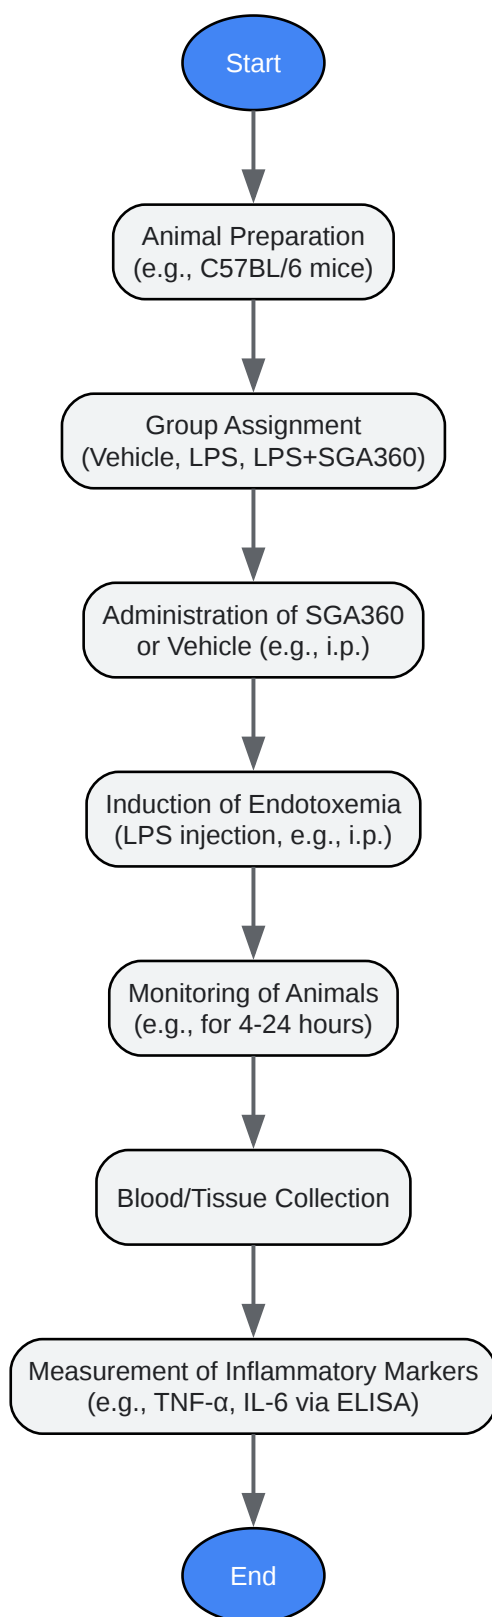 Start
Animal Preparation
(e.g., C57BL/6 mice)
Group Assignment
(Vehicle, LPS, LPS+SGA360)
Administration of SGA360
or Vehicle (e.g., i.p.)
Induction of Endotoxemia
(LPS injection, e.g., i.p.)
Monitoring of Animals
(e.g., for 4-24 hours)
Blood/Tissue Collection
Measurement of Inflammatory Markers
(e.g., TNF-α, IL-6 via ELISA)
End